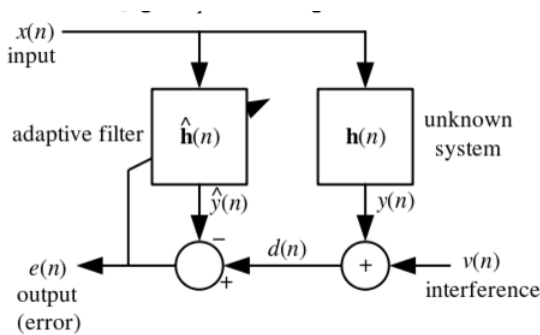 x(n)
input
adaptive filter
ĥ(n)
h(n)
unknown
system
ŷ(n)
y(n)
−
d(n)
+
+
v(n)
interference
e(n)
output
(error)